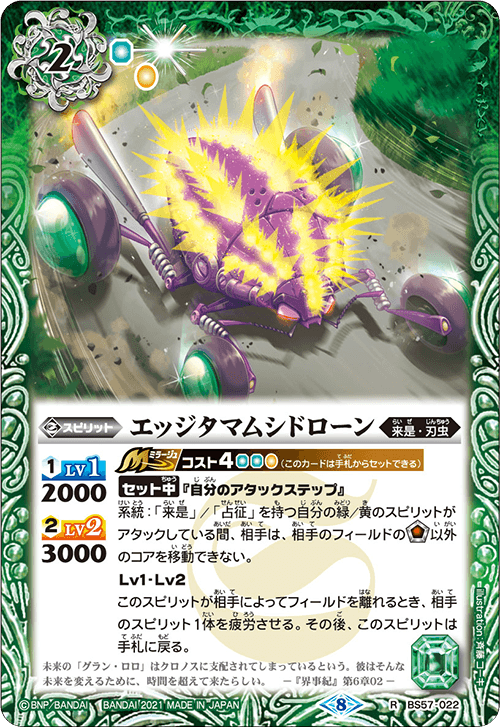 2
スピリット エッジタマムシドローン 来是・刃虫
1 LV1 2000
ミラージュ コスト4 (このカードは手札からセットできる)
セット中 『自分のアタックステップ』
系統:「来是」/「占征」を持つ自分の緑/黄のスピリットが
アタックしている間、相手は、相手のフィールドの以外
のコアを移動できない。
2 LV2 3000
Lv1・Lv2
このスピリットが相手によってフィールドを離れるとき、相手
のスピリット1体を疲労させる。その後、このスピリットは
手札に戻る。
未来の「グラン・ロロ」はクロノスに支配されてしまっているという。彼はそんな
未来を変えるために、時間を超えて来たらしい。 ー『界事紀』第6章02ー
©BNP/BANDAI BANDAI 2021 MADE IN JAPAN 8 R BS57-022